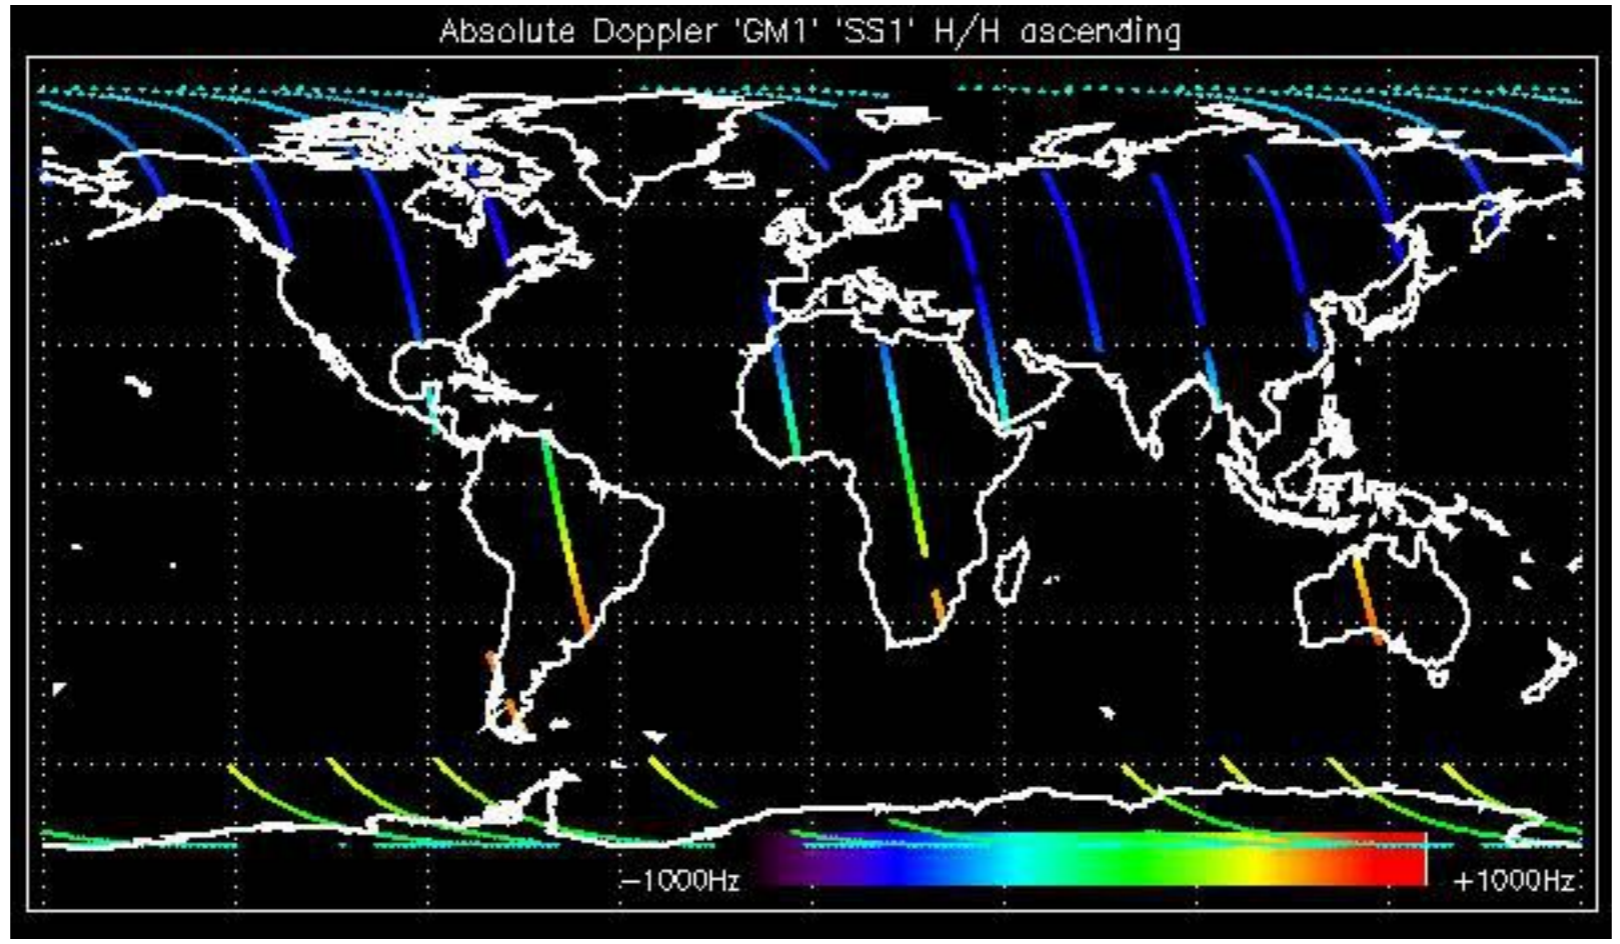 Absolute Doppler 'GM1' 'SS1' H/H ascending
−1000Hz +1000Hz